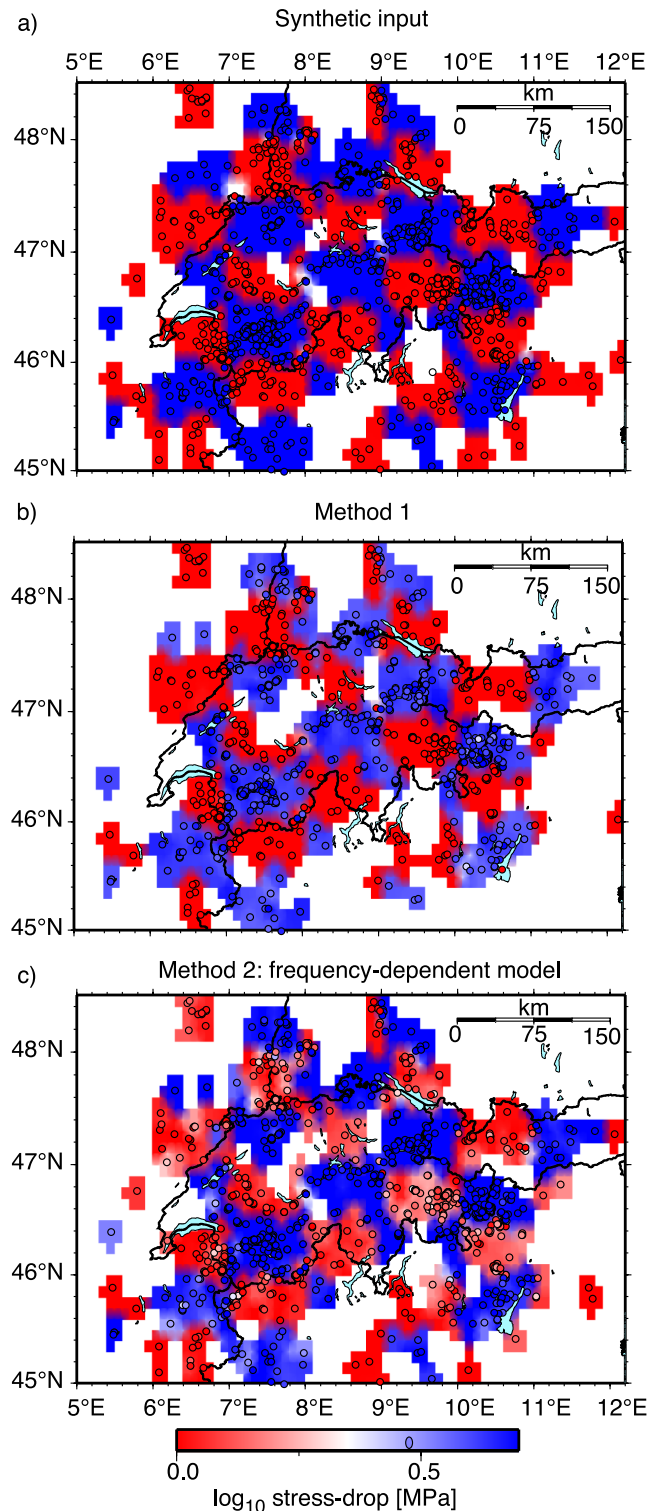 a)
Synthetic input
5°E 6°E 7°E 8°E 9°E 10°E 11°E 12°E
km
0 75 150
48°N
47°N
46°N
45°N
b)
Method 1
km
0 75 150
48°N
47°N
46°N
45°N
c)
Method 2: frequency-dependent model
km
0 75 150
48°N
47°N
46°N
45°N
5°E 6°E 7°E 8°E 9°E 10°E 11°E 12°E
0.0 0.5
log10 stress-drop [MPa]